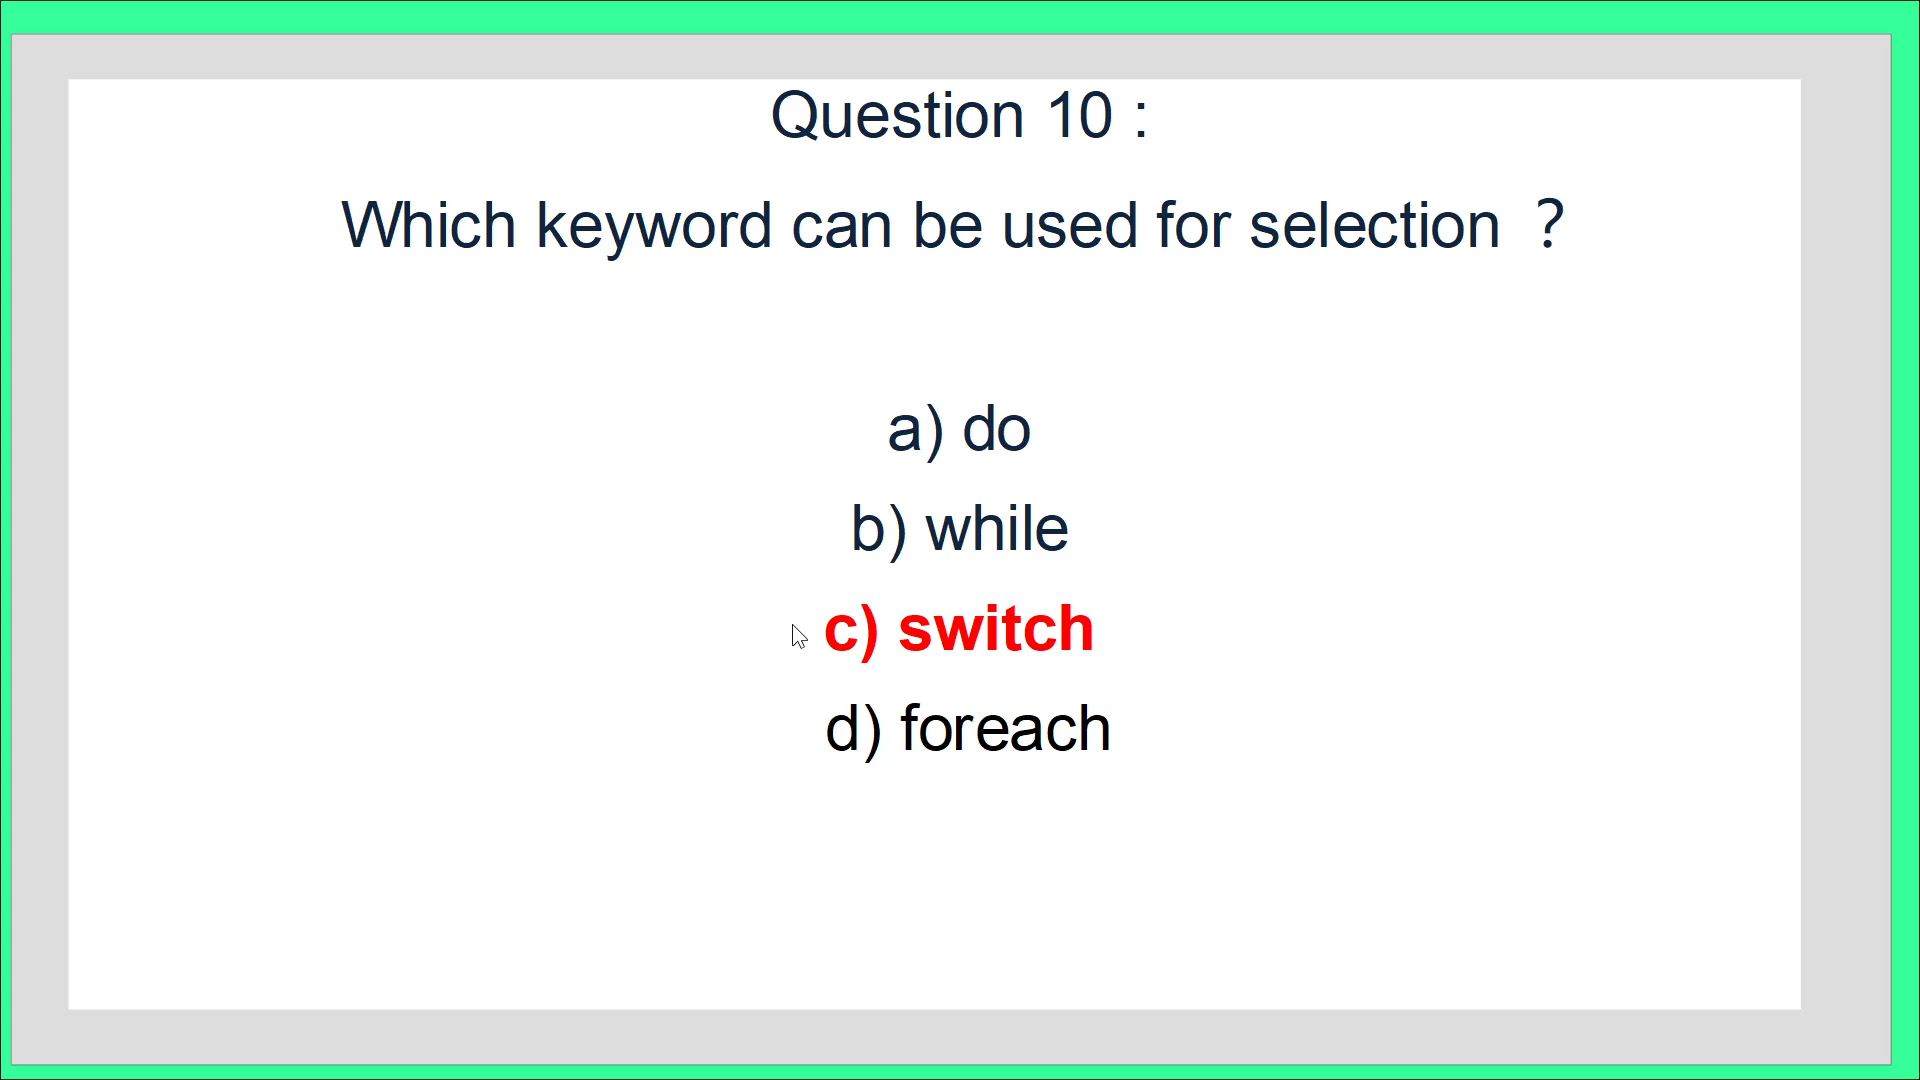 Question 10 :
Which keyword can be used for selection ?
a) do
b) while
c) switch
d) foreach